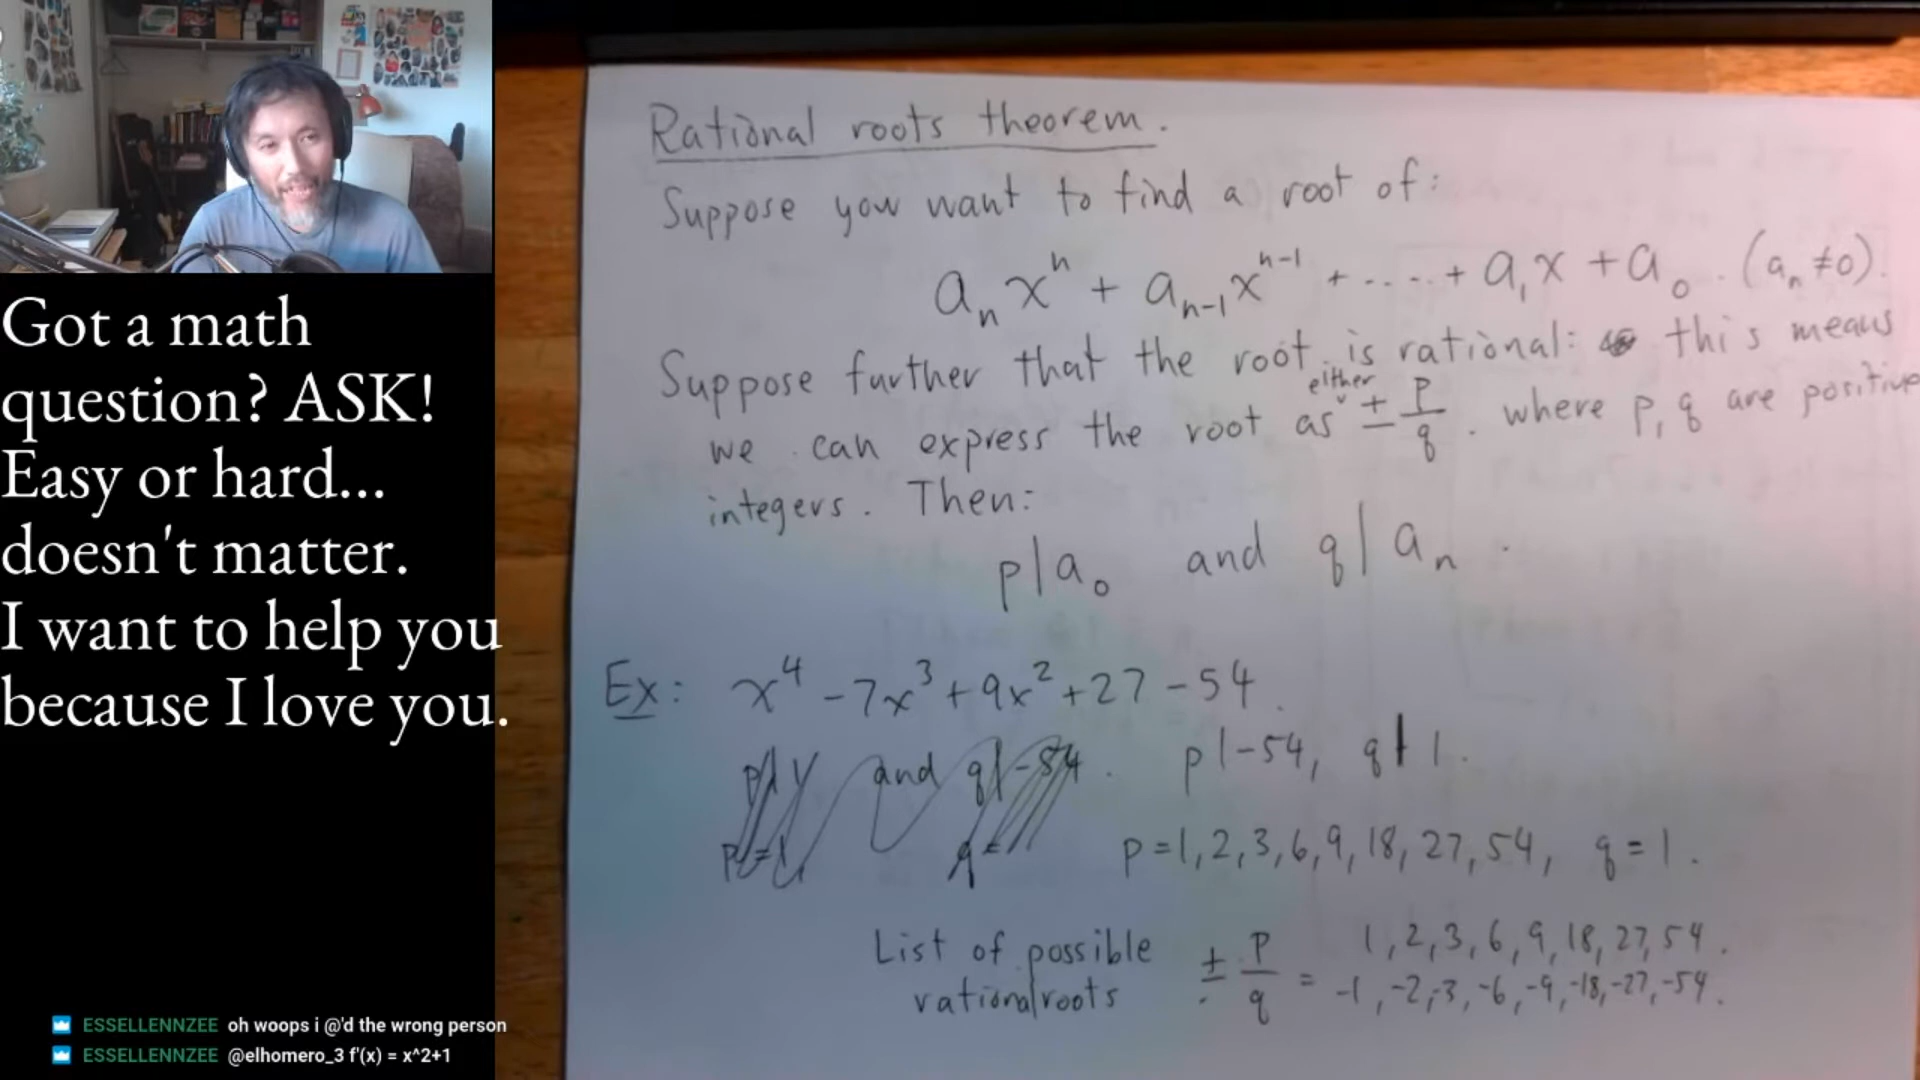 Got a math
question? ASK!
Easy or hard...
doesn't matter.
I want to help you
because I love you.
ESSELLENNZEE oh woops i @'d the wrong person
ESSELLENNZEE @elhomero_3 f'(x) = x^2+1
Rational roots theorem.
Suppose you want to find a root of:
aₙxⁿ + aₙ₋₁xⁿ⁻¹ + ..... + a₁x + a₀. (aₙ ≠ 0).
Suppose further that the root is rational: this means
we can express the root as either ± p/q. where p, q are positive
integers. Then:
p|a₀ and q|aₙ.
Ex: x⁴ - 7x³ + 9x² + 27 - 54.
and q|-54. p|-54, q|1.
p = 1, 2, 3, 6, 9, 18, 27, 54, q = 1.
List of possible
rational roots
± p/q = 1, 2, 3, 6, 9, 18, 27, 54.
-1, -2, -3, -6, -9, -18, -27, -54.